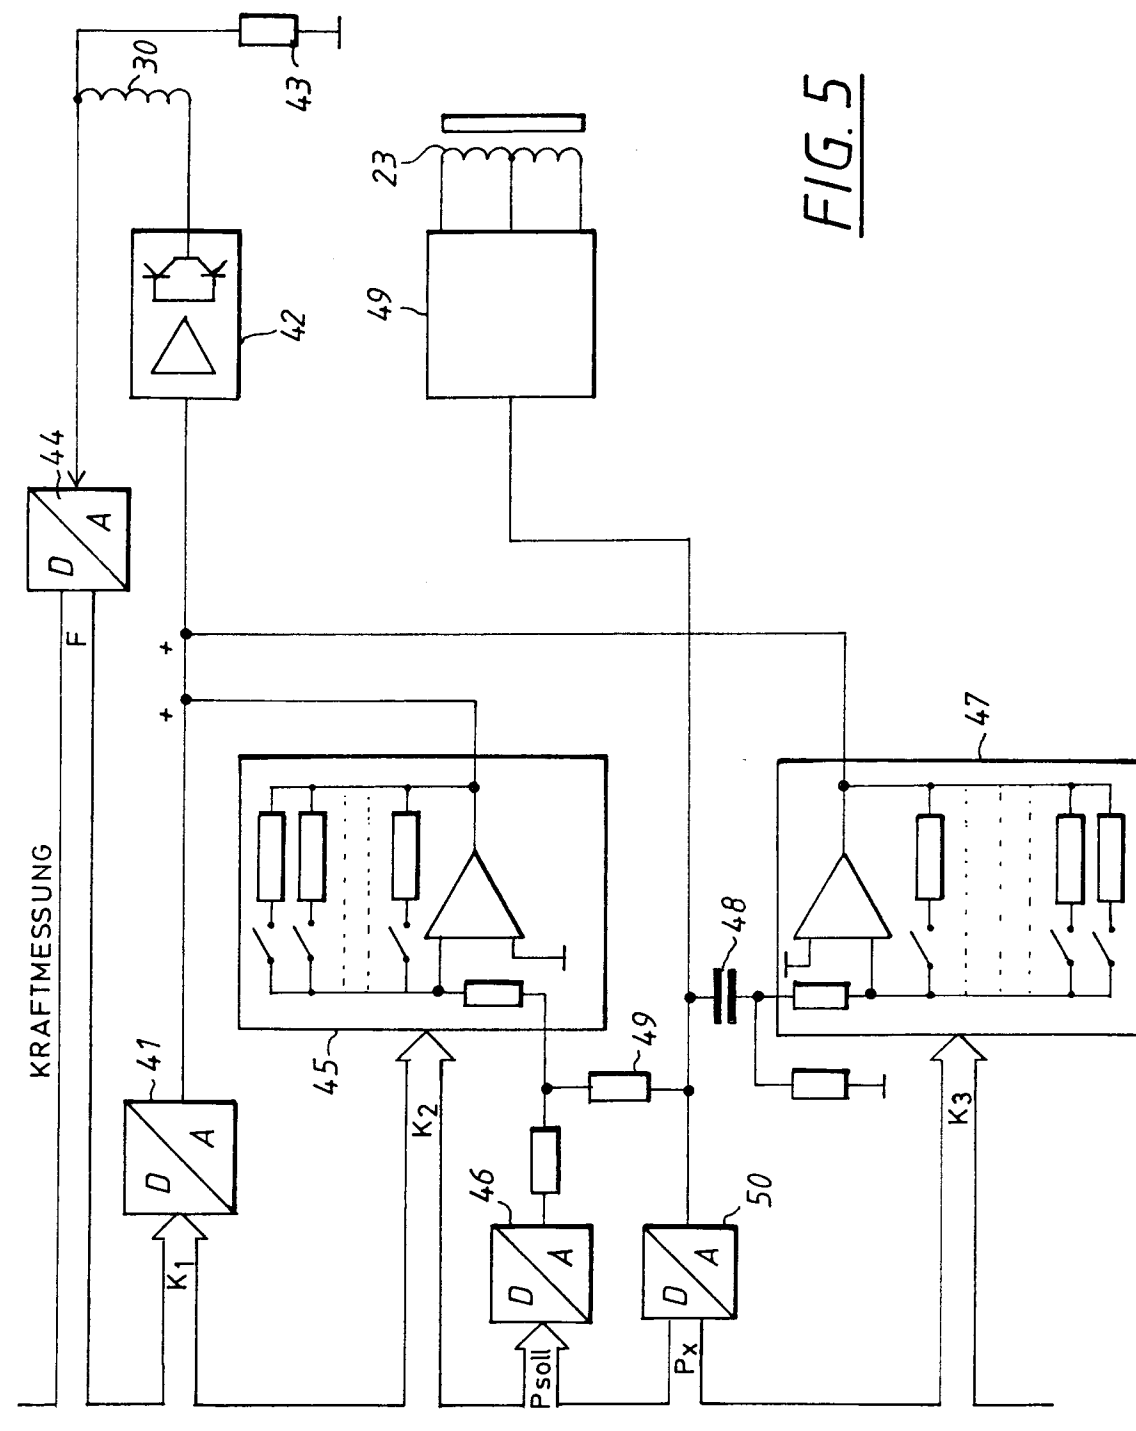 FIG. 5
KRAFTMESSUNG
F
D
A
44
30
43
42
+
+
K1
D
A
41
23
49
K2
45
Psoll
D
A
46
49
Px
D
A
50
48
K3
47